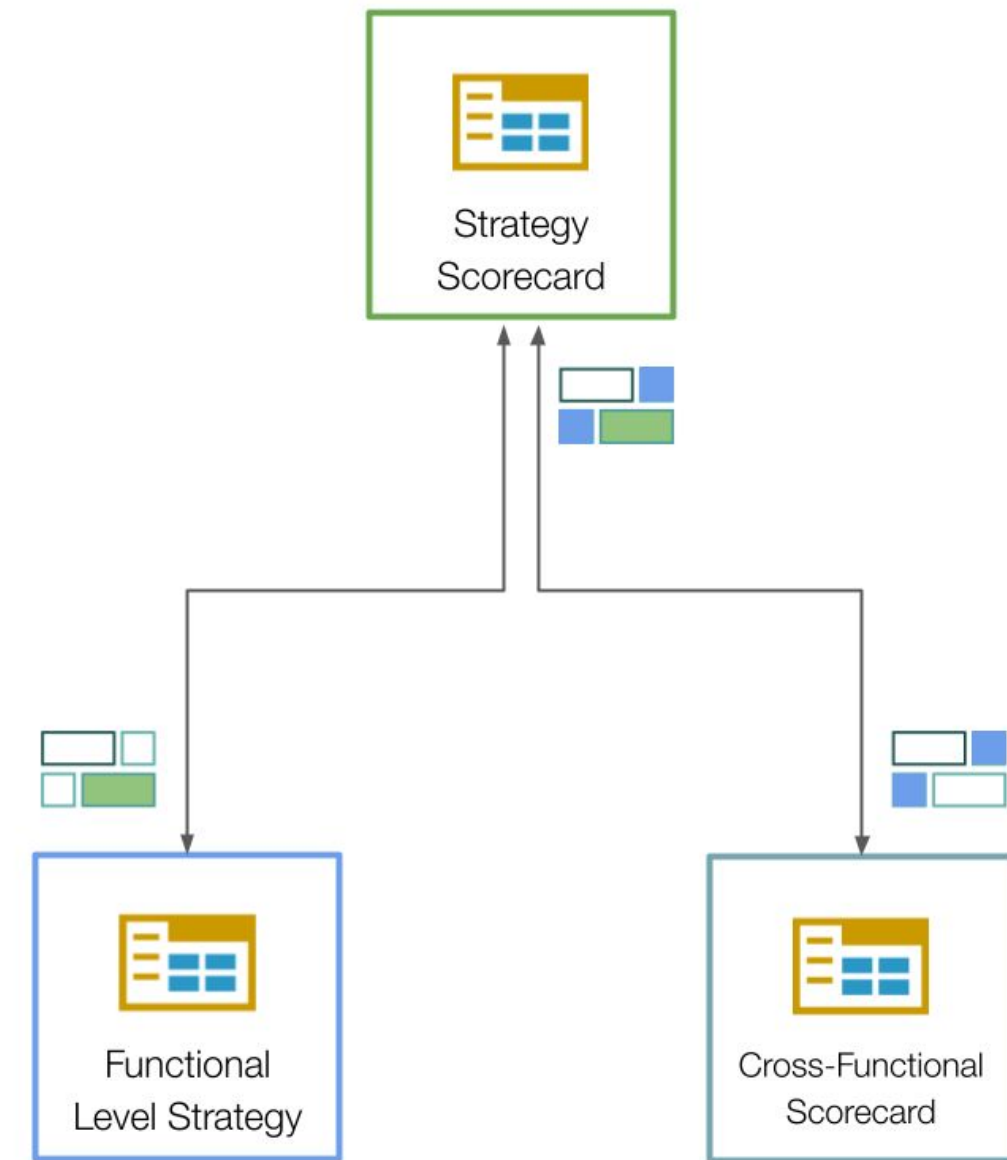 Strategy
Scorecard
Functional
Level Strategy
Cross-Functional
Scorecard